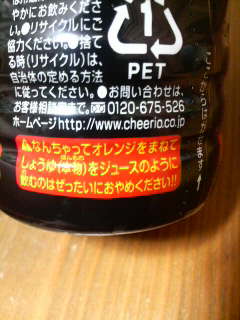 やかにお飲みくださ
い。●リサイクルにご
協力ください。●捨て
る時(リサイクル)は、
自治体の定める方法
に従ってください。●お問い合わせは、
お客様相談室まで。0120-675-526
ホームページhttp://www.cheerio.co.jp
1
PET
⚠なんちゃってオレンジをまねて
しょうゆ(本物)をジュースのように
ほんもの
飲むのはぜったいにおやめください!!